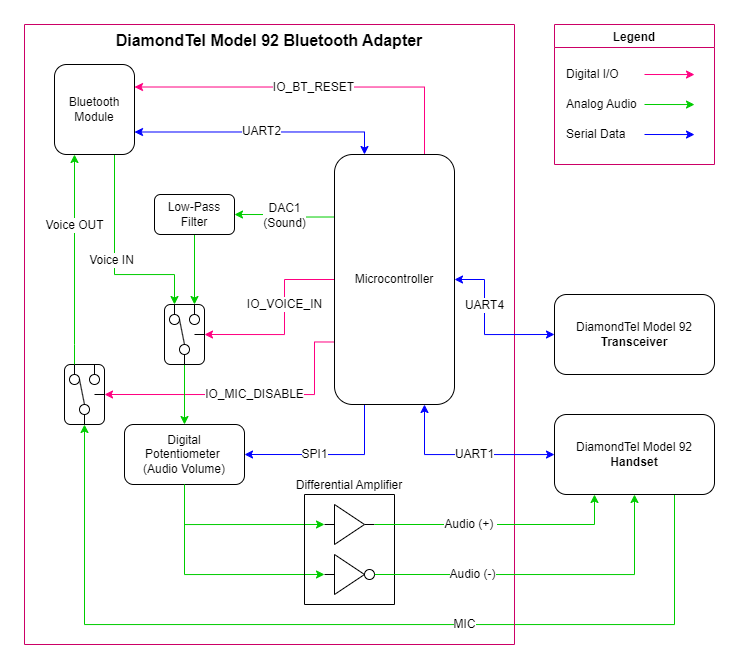 DiamondTel Model 92 Bluetooth Adapter
Legend
Digital I/O
Analog Audio
Serial Data
Bluetooth
Module
IO_BT_RESET
UART2
Low-Pass
Filter
DAC1
(Sound)
Voice OUT
Voice IN
Microcontroller
IO_VOICE_IN
UART4
DiamondTel Model 92
Transceiver
IO_MIC_DISABLE
Digital
Potentiometer
(Audio Volume)
SPI1
UART1
DiamondTel Model 92
Handset
Differential Amplifier
Audio (+)
Audio (-)
MIC